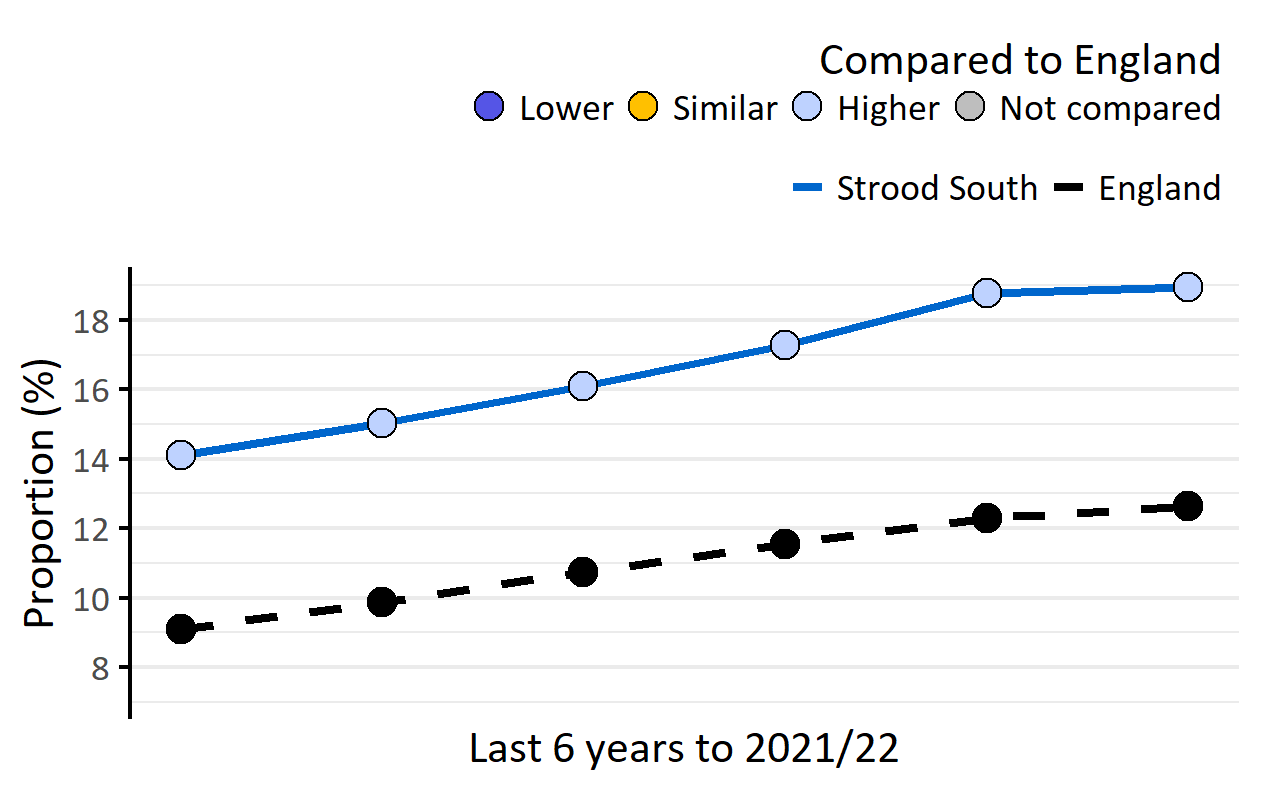 Compared to England
Lower Similar Higher Not compared
Strood South England
18
16
14
12
10
8
Proportion (%)
Last 6 years to 2021/22